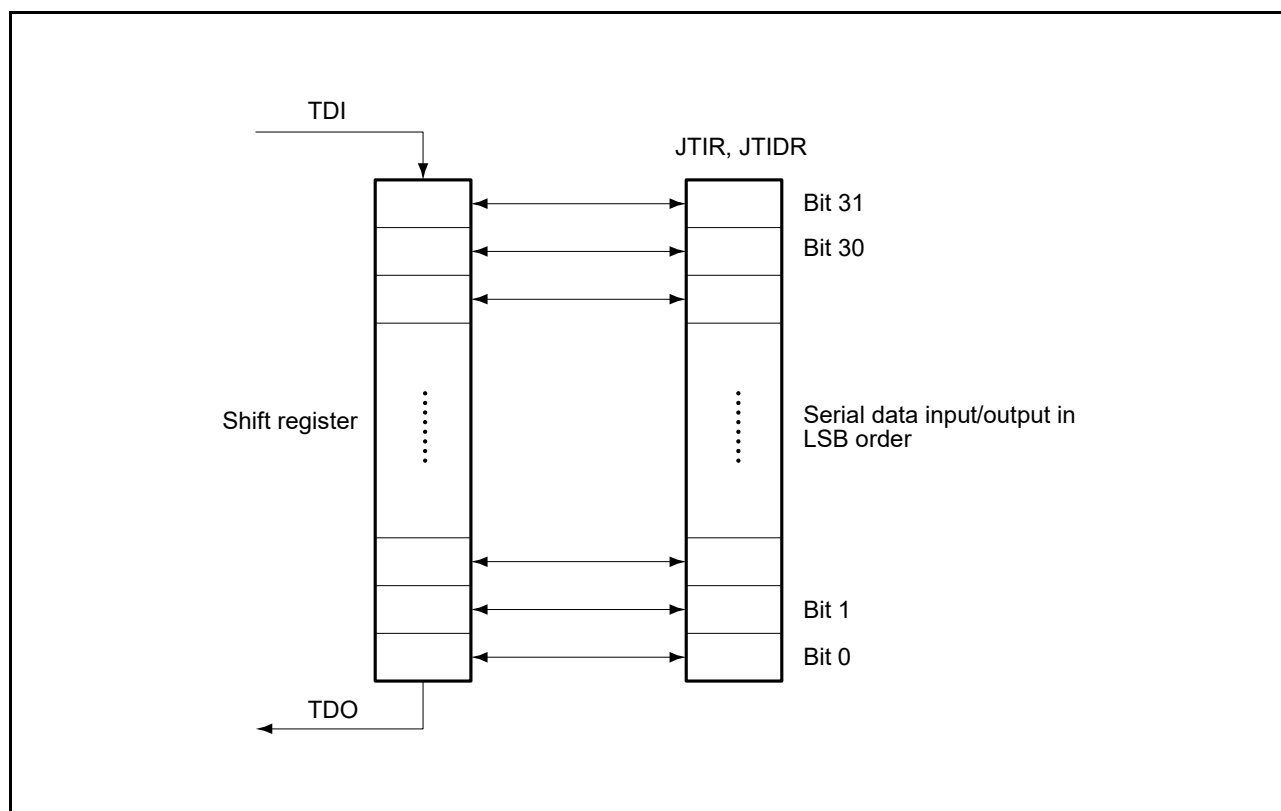 TDI
JTIR, JTIDR
Bit 31
Bit 30
Shift register
Serial data input/output in
LSB order
Bit 1
Bit 0
TDO